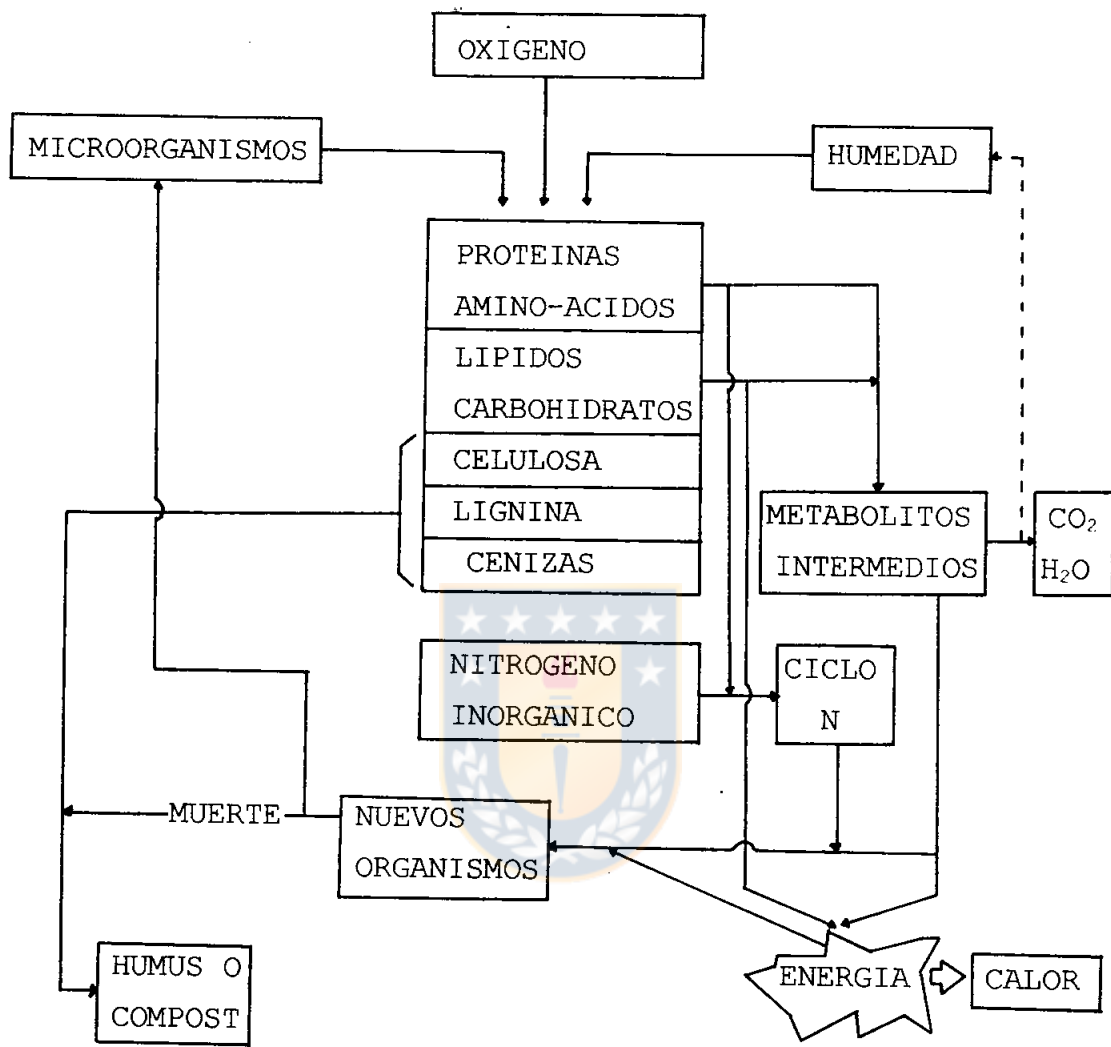 OXIGENO
MICROORGANISMOS
HUMEDAD
PROTEINAS
AMINO-ACIDOS
LIPIDOS
CARBOHIDRATOS
CELULOSA
LIGNINA
CENIZAS
METABOLITOS
INTERMEDIOS
CO₂
H₂O
NITROGENO
INORGANICO
CICLO
N
MUERTE
NUEVOS
ORGANISMOS
HUMUS O
COMPOST
ENERGIA
CALOR